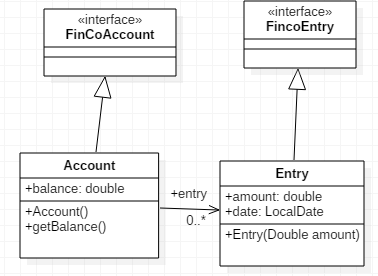 «interface»
FinCoAccount
«interface»
FincoEntry
Account
+balance: double
+Account()
+getBalance()
+entry
0..*
Entry
+amount: double
+date: LocalDate
+Entry(Double amount)